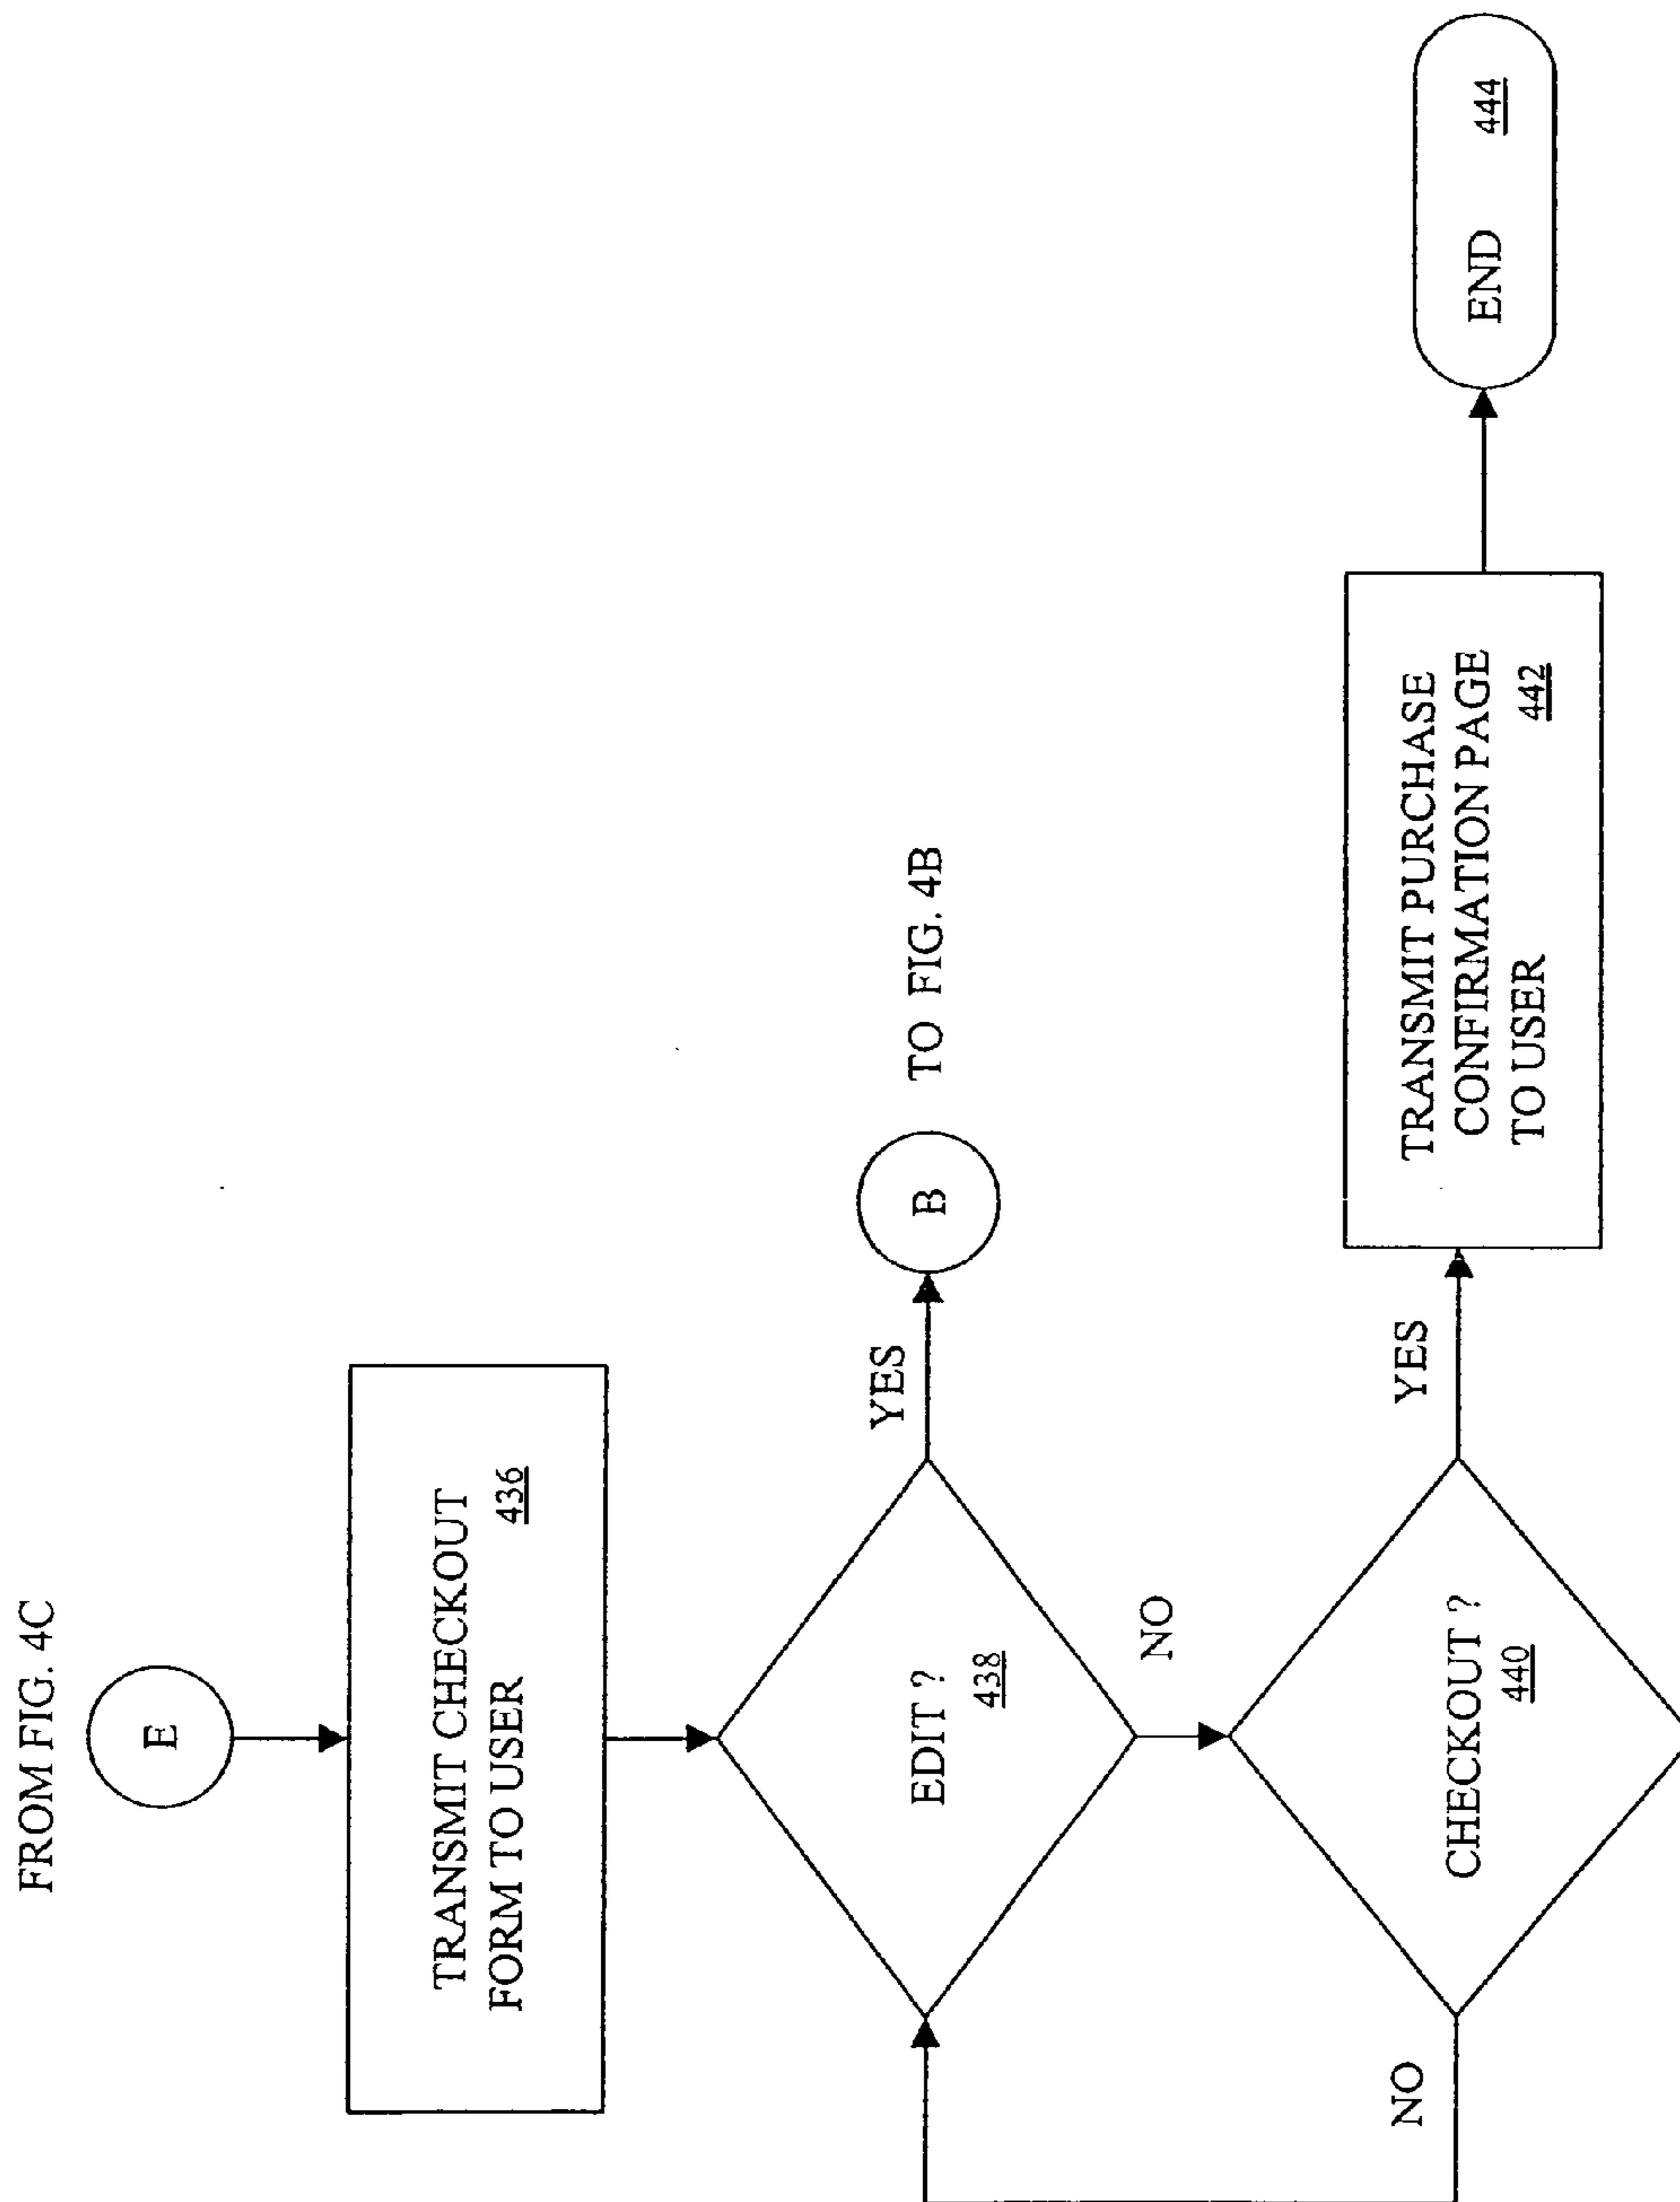 FROM FIG. 4C
E
TRANSMIT CHECKOUT
FORM TO USER 436
EDIT ?
438
YES
B
TO FIG. 4B
NO
CHECKOUT ?
440
NO
YES
TRANSMIT PURCHASE
CONFIRMATION PAGE
TO USER 442
END 444